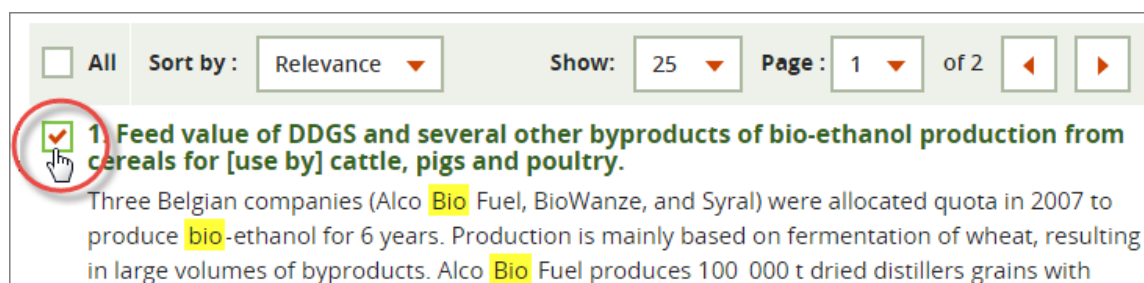 All Sort by : Relevance Show: 25 Page : 1 of 2
1. Feed value of DDGS and several other byproducts of bio-ethanol production from
cereals for [use by] cattle, pigs and poultry.
Three Belgian companies (Alco Bio Fuel, BioWanze, and Syral) were allocated quota in 2007 to
produce bio-ethanol for 6 years. Production is mainly based on fermentation of wheat, resulting
in large volumes of byproducts. Alco Bio Fuel produces 100 000 t dried distillers grains with